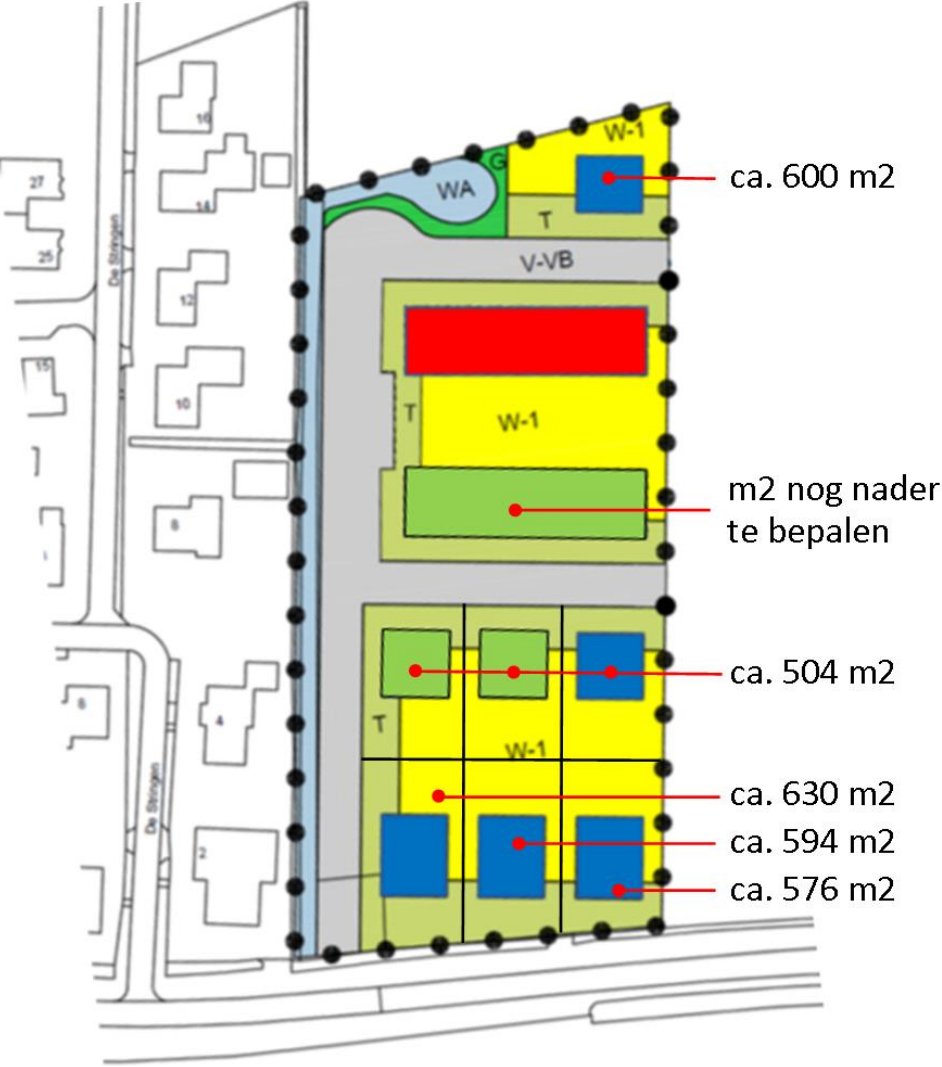 16
27
14
25
De Stringen
12
15
10
8
6
4
De Stringen
2
W-1
G
WA
T
V-VB
T
W-1
T
W-1
ca. 600 m2
m2 nog nader
te bepalen
ca. 504 m2
ca. 630 m2
ca. 594 m2
ca. 576 m2